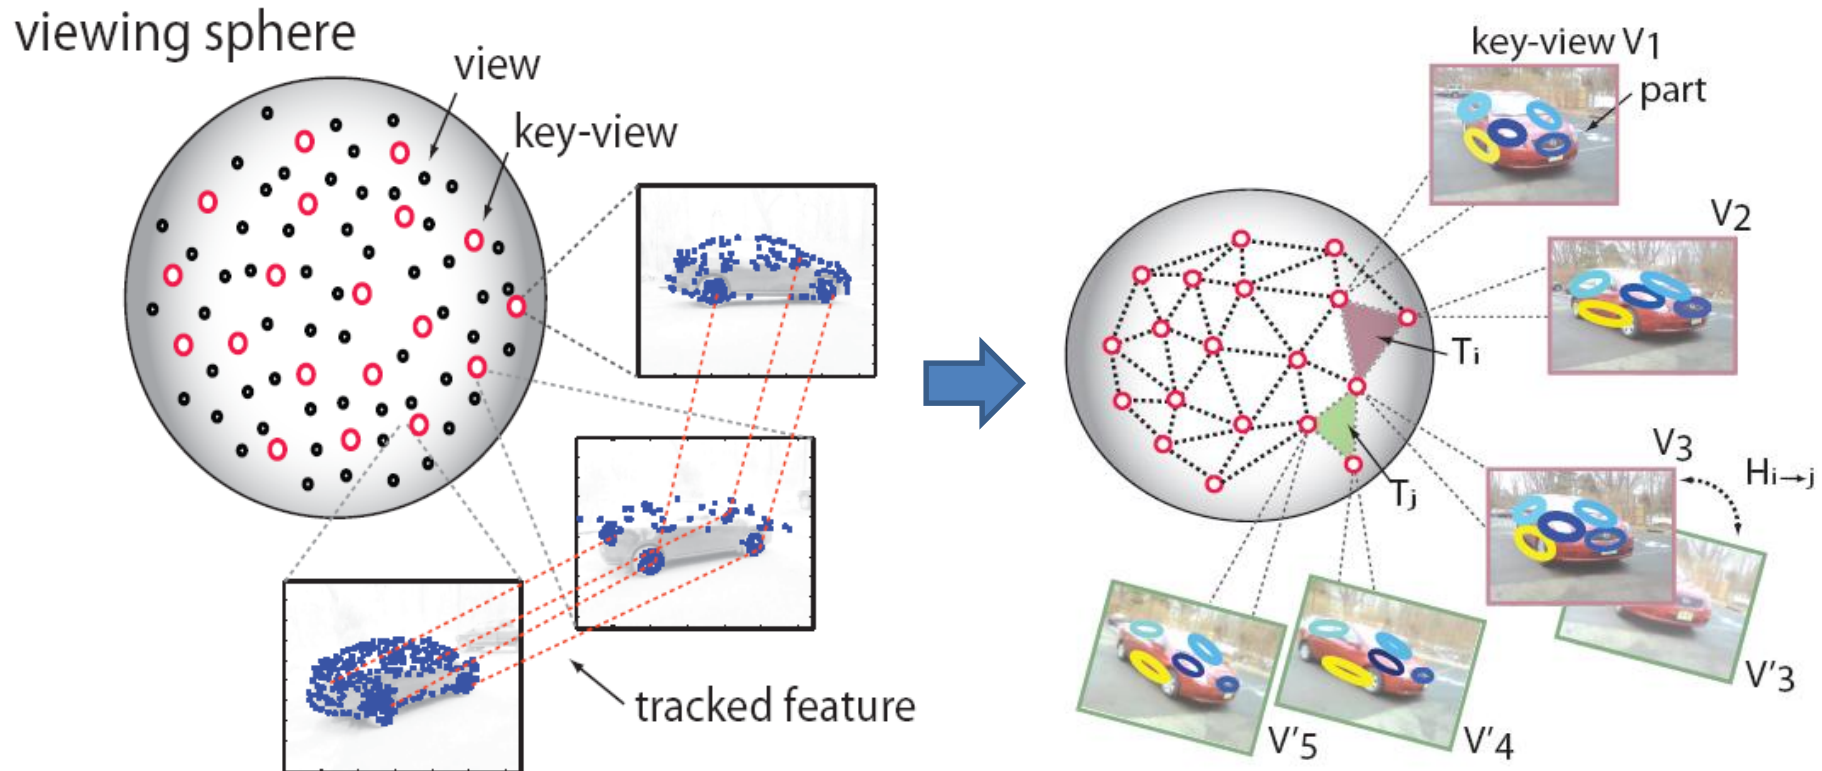 viewing sphere
view
key-view
tracked feature
key-view V1
part
V2
Ti
Tj
V3
Hi→j
V'3
V'4
V'5